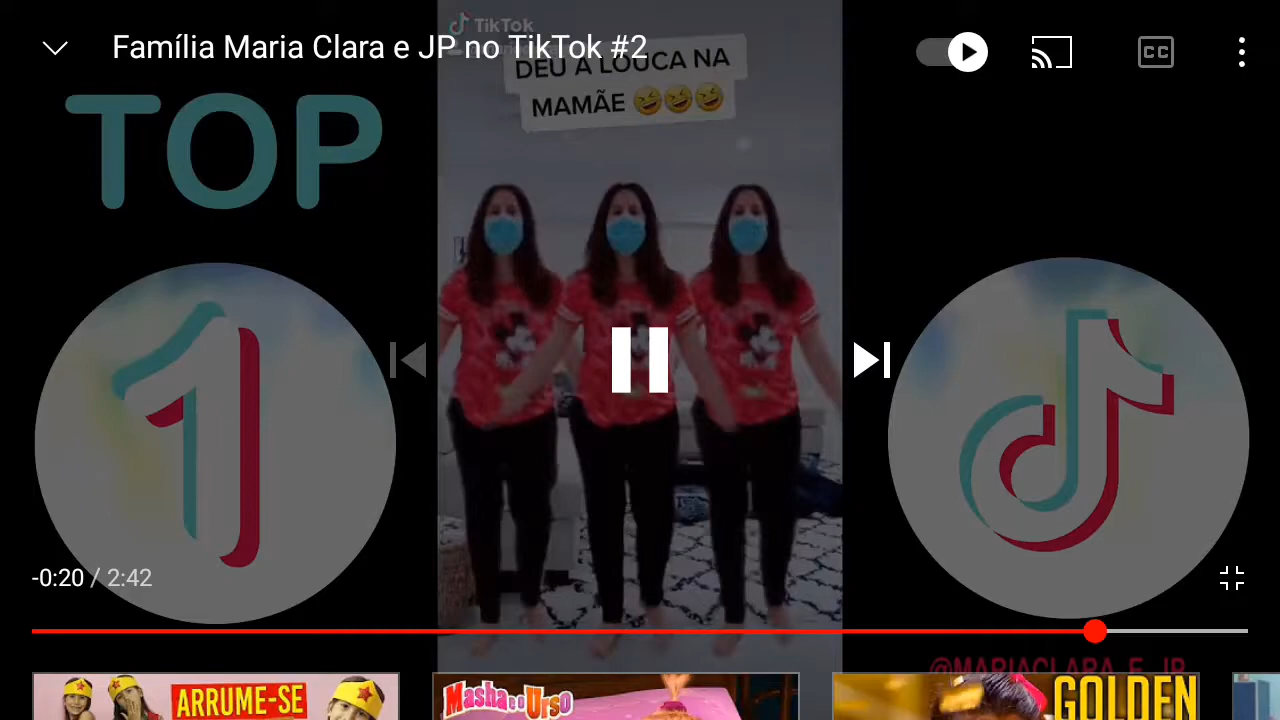 Família Maria Clara e JP no TikTok #2
TikTok
DEU A LOUCA NA
MAMÃE 😆😆🤣
CC
TOP
1
-0:20 / 2:42
@MARIACLARA_E_JP
ARRUME-SE
Masha e o Urso
GOLDEN